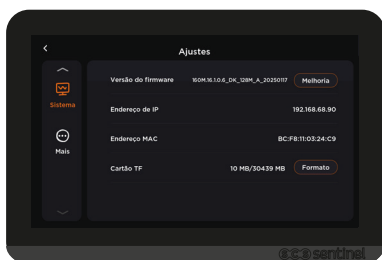 Ajustes
Versão do firmware 160M.16.1.0.6_DK_128M_A_20250117 Melhoria
Sistema
Endereço de IP 192.168.68.90
Endereço MAC BC:F8:11:03:24:C9
Mais
Cartão TF 10 MB/30439 MB Formato
sentinel